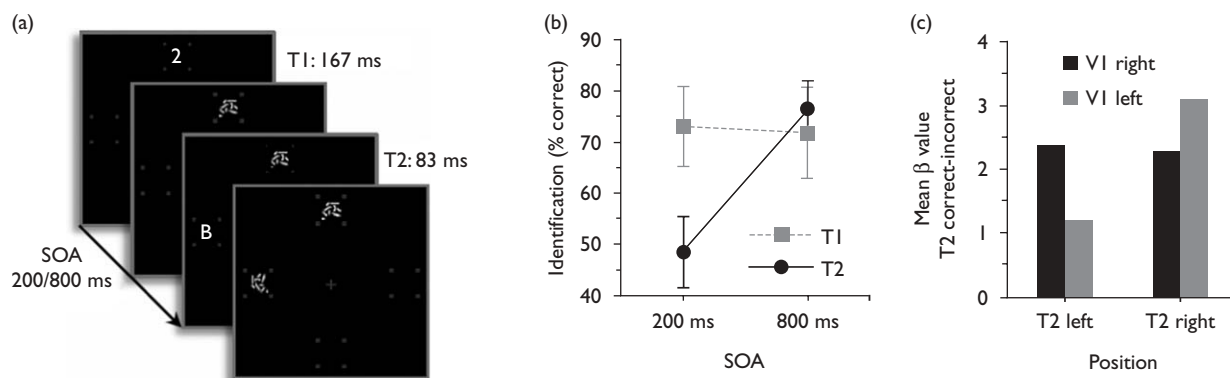 (a)
2
T1: 167 ms
T2: 83 ms
B
SOA
200/800 ms
(b)
90
80
70
60
50
40
Identification (% correct)
T1
T2
200 ms 800 ms
SOA
(c)
V1 right
V1 left
4
3
2
1
0
Mean β value
T2 correct-incorrect
T2 left T2 right
Position